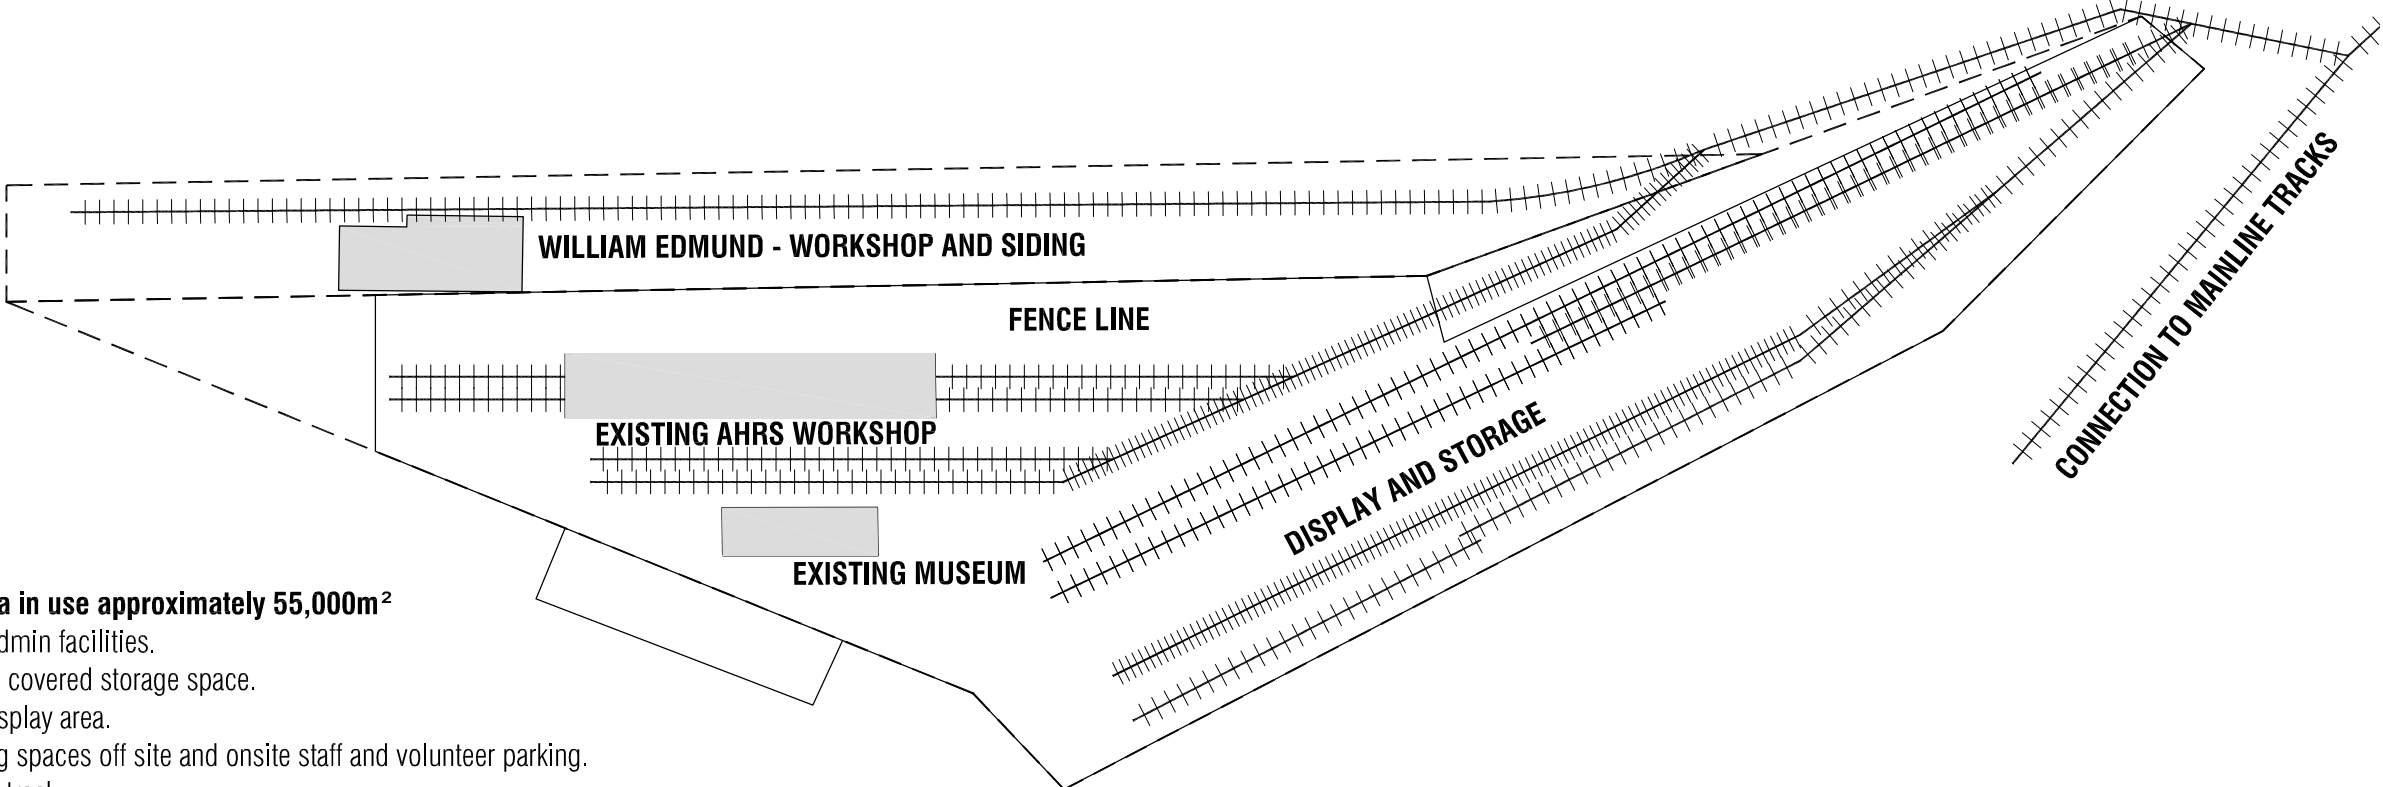 WILLIAM EDMUND - WORKSHOP AND SIDING
FENCE LINE
EXISTING AHRS WORKSHOP
EXISTING MUSEUM
DISPLAY AND STORAGE
CONNECTION TO MAINLINE TRACKS
in use approximately 55,000m²
facilities.
covered storage space.
area.
spaces off site and onsite staff and volunteer parking.